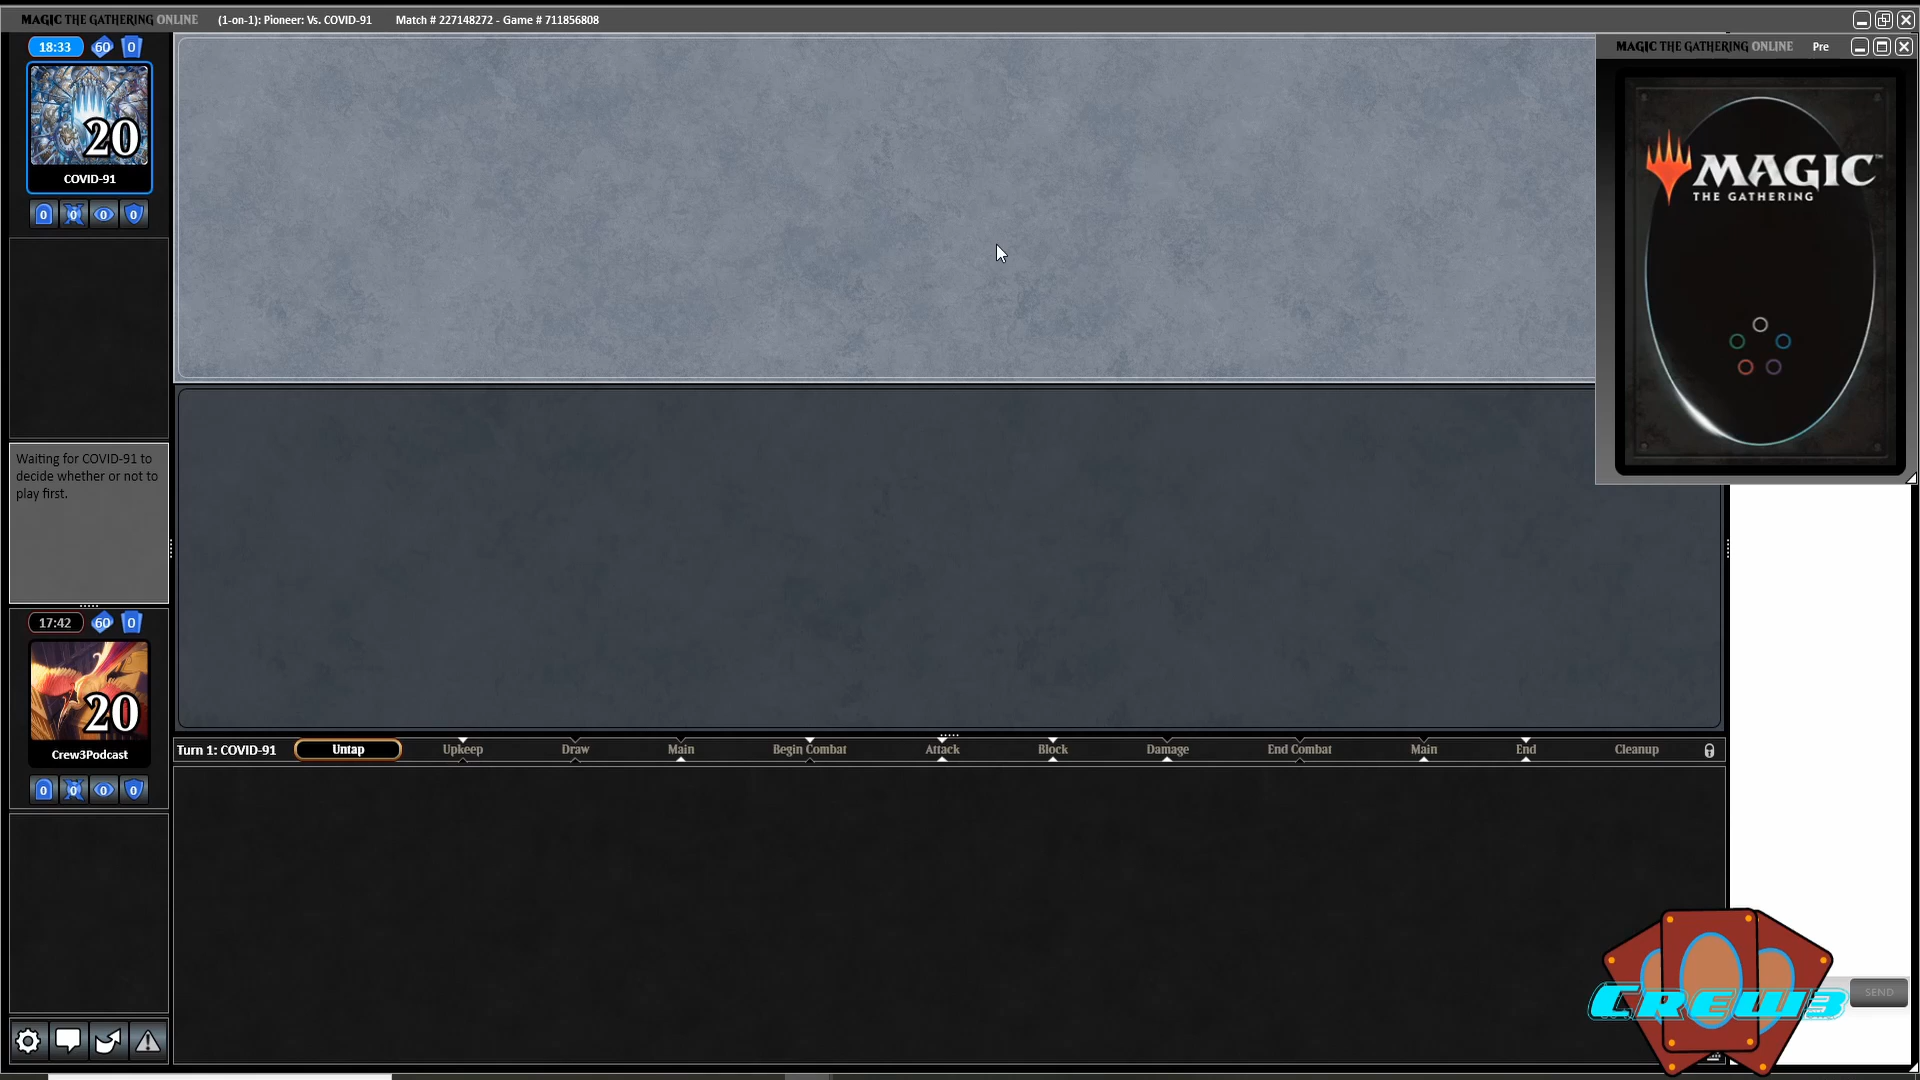 MAGIC THE GATHERING ONLINE (1-on-1): Pioneer: Vs. COVID-91 Match # 227148272 - Game # 711856808
MAGIC THE GATHERING ONLINE Pre
18:33 60 0
20
COVID-91
0 0 0 0
MAGIC™
THE GATHERING
Waiting for COVID-91 to
decide whether or not to
play first.
17:42 60 0
20
Crew3Podcast
0 0 0 0
Turn 1: COVID-91 Untap Upkeep Draw Main Begin Combat Attack Block Damage End Combat Main End Cleanup
CREW3
SEND